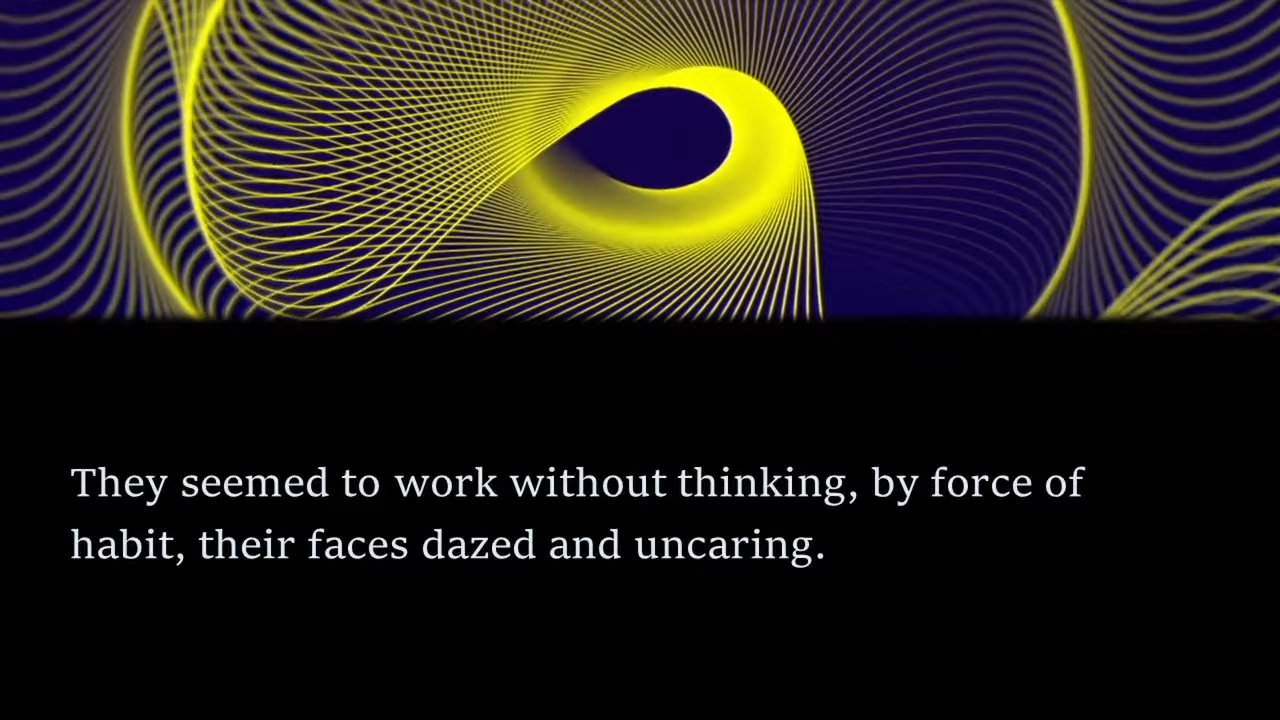 They seemed to work without thinking, by force of
habit, their faces dazed and uncaring.